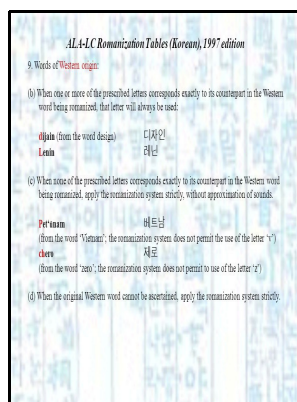 ALA-LC Romanization Tables (Korean), 1997 edition
9. Words of Western origin:
(b) When one or more of the prescribed letters corresponds exactly to its counterpart in the Western
word being romanized, that letter will always be used:
dijain (from the word design) 디자인
Lenin 레닌
(c) When none of the prescribed letters corresponds exactly to its counterpart in the Western word
being romanized, apply the romanization system strictly, without approximation of sounds.
Pet‘ŭnam 베트남
(from the word ‘Vietnam’; the romanization system does not permit the use of the letter ‘v’)
chero 제로
(from the word ‘zero’; the romanization system does not permit to use of the letter ‘z’)
(d) When the original Western word cannot be ascertained, apply the romanization system strictly.